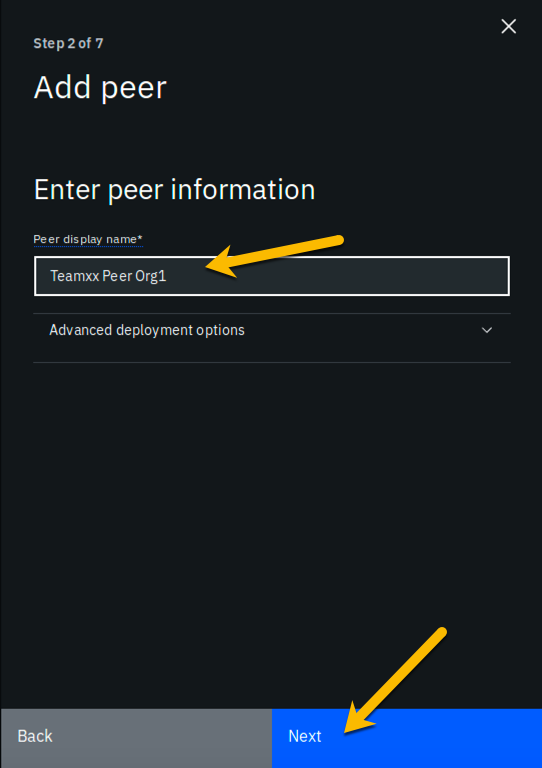 Step 2 of 7
Add peer
Enter peer information
Peer display name*
Teamxx Peer Org1
Advanced deployment options
Back
Next